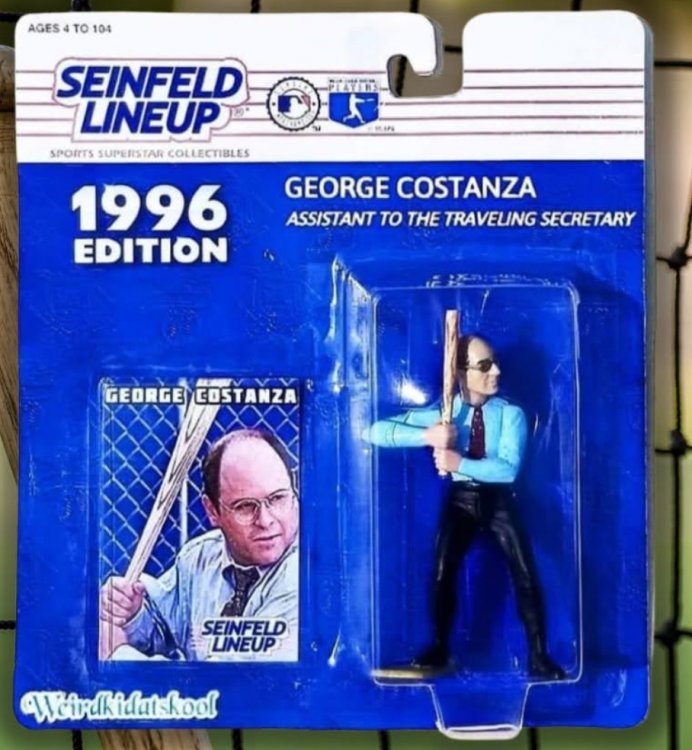 AGES 4 TO 104
SEINFELD
LINEUP
SPORTS SUPERSTAR COLLECTIBLES
PLAYERS
1996
EDITION
GEORGE COSTANZA
ASSISTANT TO THE TRAVELING SECRETARY
GEORGE COSTANZA
SEINFELD
LINEUP
Weirdkidatskool